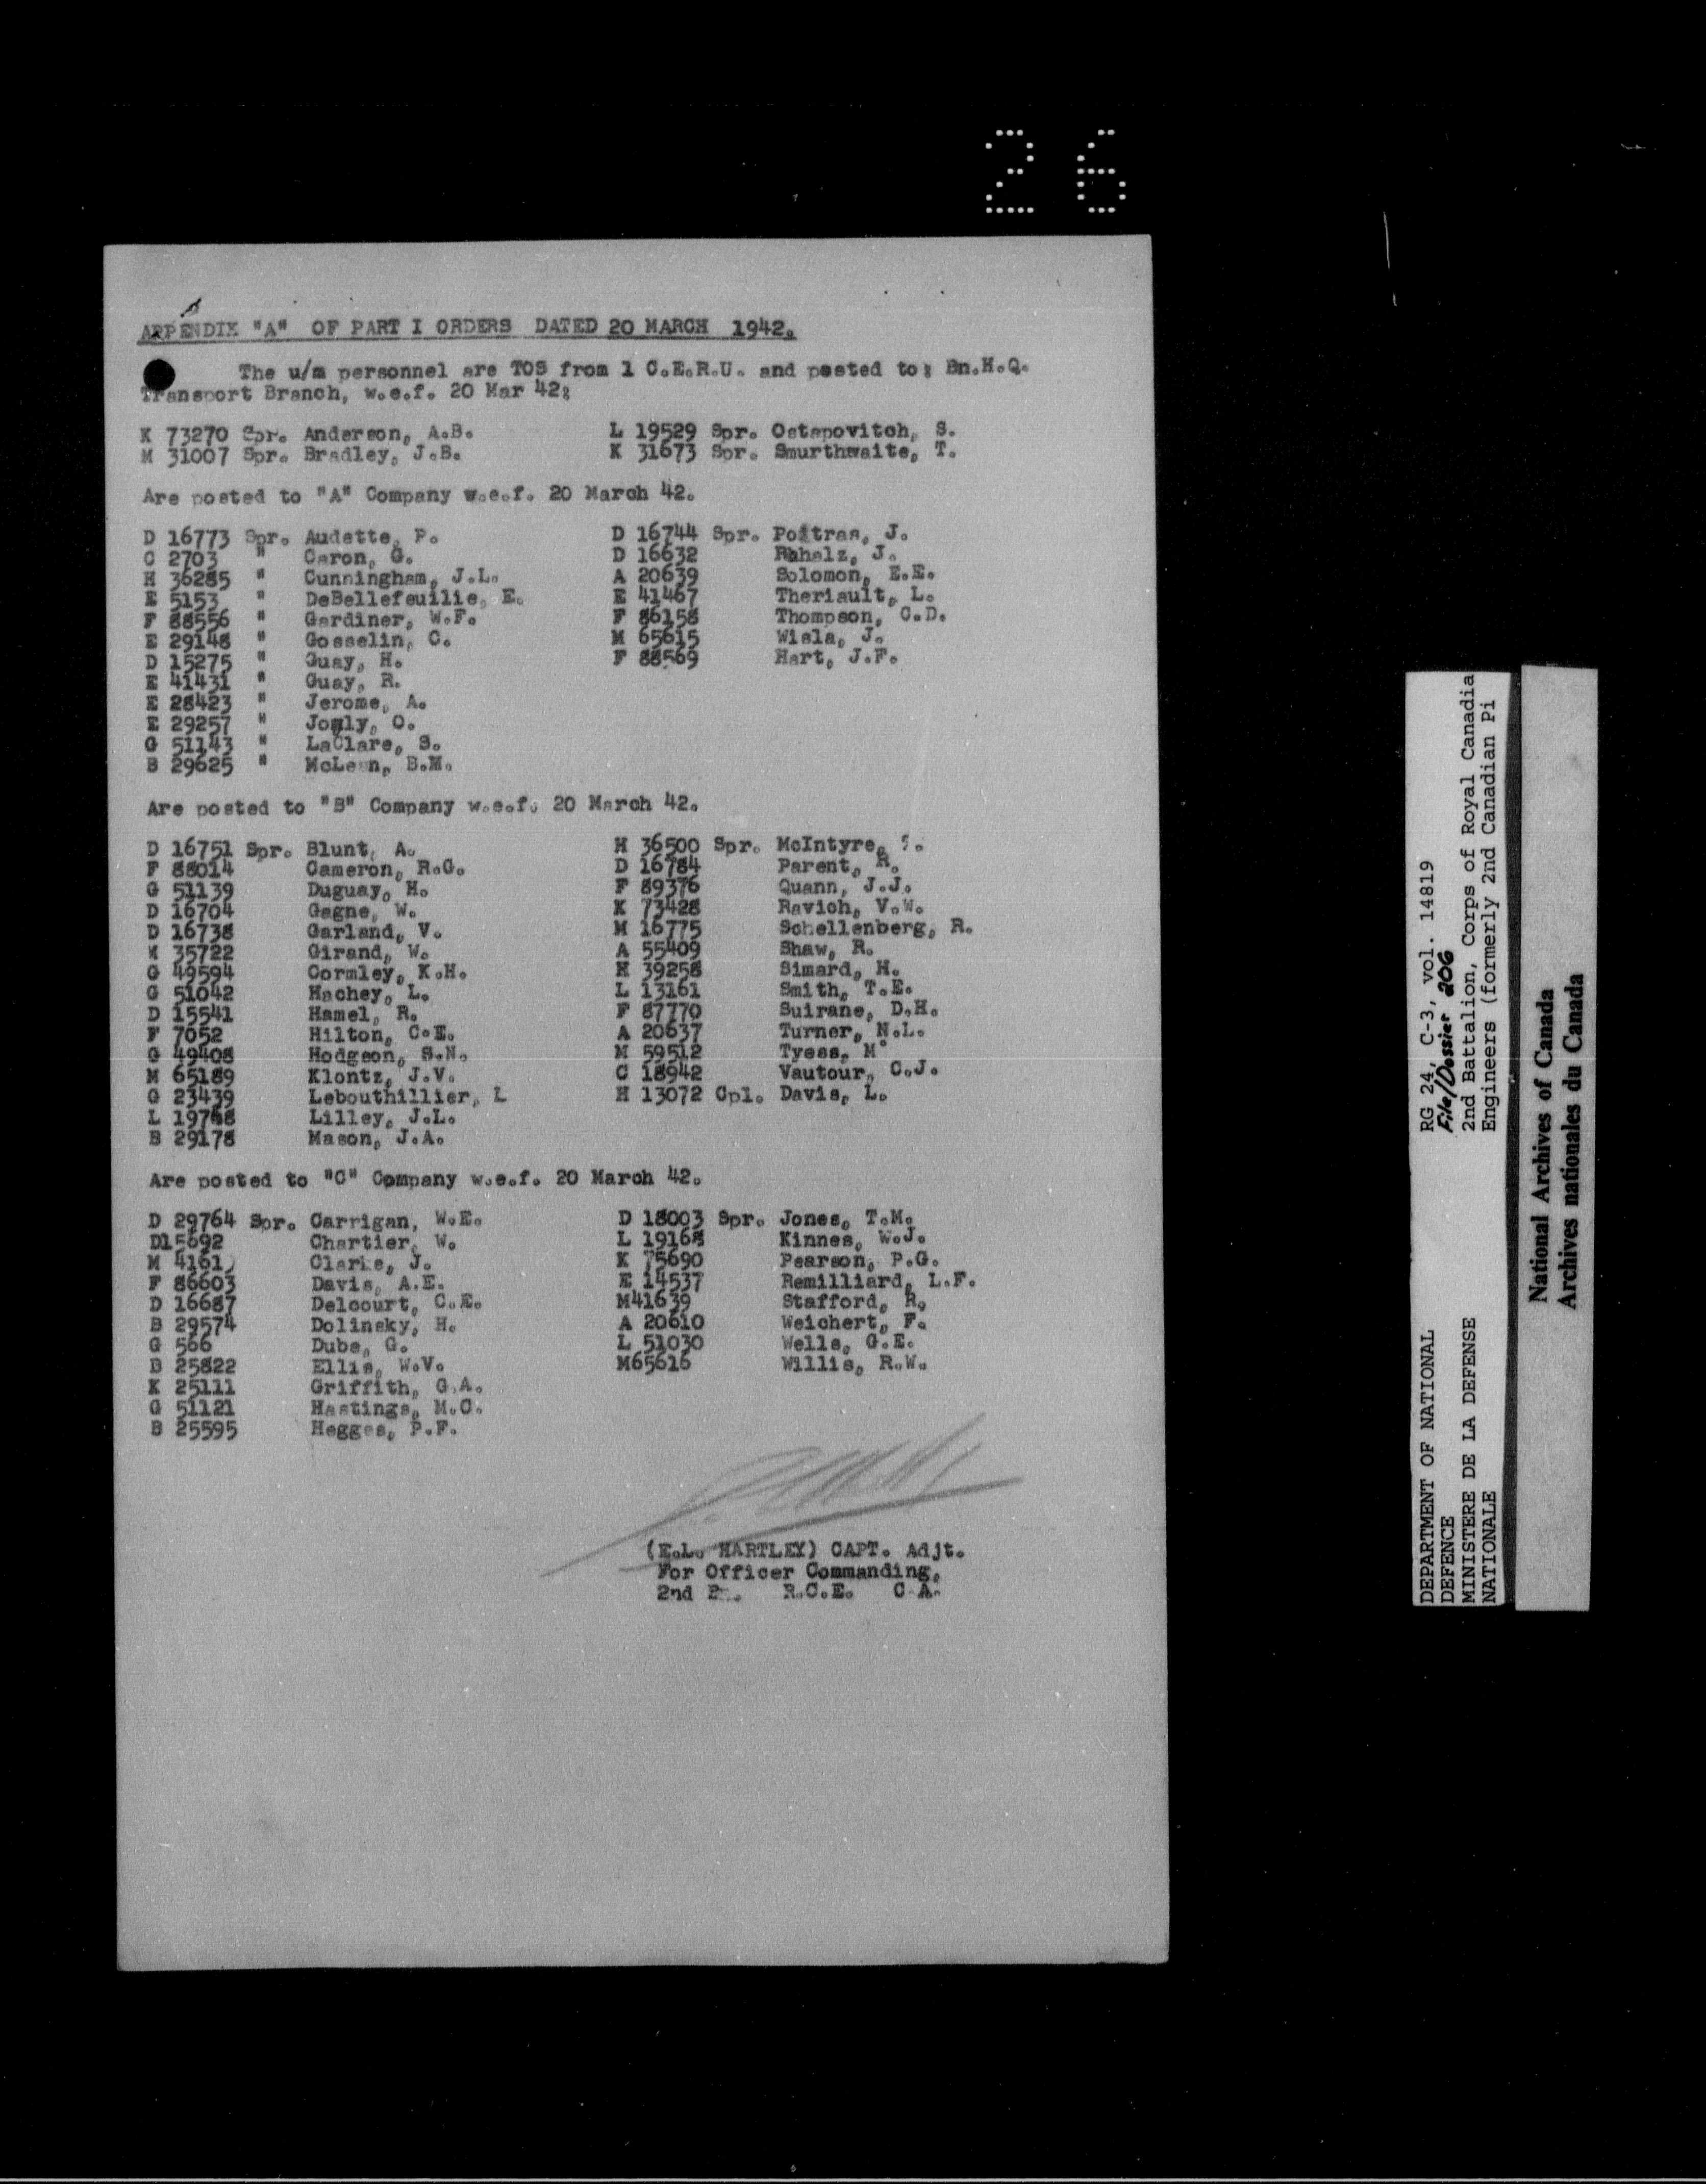 26
APPENDIX "A" OF PART I ORDERS DATED 20 MARCH 1942.
The u/m personnel are TOS from 1 C.E.R.U. and posted to: Bn.H.Q.
Transport Branch, w.e.f. 20 Mar 42:
K 73270 Spr. Anderson, A.B. L 19529 Spr. Ostapovitch, S.
M 31007 Spr. Bradley, J.B. K 31673 Spr. Smurthwaite, T.
Are posted to "A" Company w.e.f. 20 March 42.
D 16773 Spr. Audette, P. D 16744 Spr. Poitras, J.
C 2703 " Caron, G. D 16632 Rahalz, J.
H 36285 " Cunningham, J.L. A 20639 Solomon, E.E.
E 5153 " DeBellefeuilie, E. E 41467 Theriault, L.
F 88556 " Gardiner, W.F. F 86158 Thompson, C.D.
E 29148 " Gosselin, C. M 65615 Wisla, J.
D 15275 " Guay, H. F 88569 Hart, J.F.
E 41431 " Guay, R.
E 28423 " Jerome, A.
E 29257 " Jogly, O.
G 51143 " LaClare, S.
B 29625 " McLean, B.M.
Are posted to "B" Company w.e.f. 20 March 42.
D 16751 Spr. Blunt, A. H 36500 Spr. McIntyre,
F 88014 Cameron, R.G. D 16784 Parent, R.
G 51139 Duguay, H. F 89376 Quann, J.J.
D 16704 Gagne, W. K 73428 Ravich, V.W.
D 16738 Garland, V. M 16775 Schellenberg, R.
K 35722 Girand, W. A 55409 Shaw, R.
G 49594 Gormley, K.H. H 39258 Simard, H.
G 51042 Hachey, L. L 13161 Smith, T.E.
D 15541 Hamel, R. F 87770 Suirane, D.H.
F 7052 Hilton, C.E. A 20637 Turner, N.L.
G 49408 Hodgson, S.N. M 59512 Tyess, M
M 65189 Klontz, J.V. C 18942 Vautour, C.J.
G 23439 Lebouthillier, L H 13072 Cpl. Davis, L.
L 19768 Lilley, J.L.
B 29178 Mason, J.A.
Are posted to "C" Company w.e.f. 20 March 42.
D 29764 Spr. Carrigan, W.E. D 18003 Spr. Jones, T.M.
D15692 Chartier, W. L 19168 Kinnes, W.J.
M 4161 Clarke, J. K 75690 Pearson, P.G.
F 86603 Davis, A.E. E 14537 Remilliard, L.F.
D 16687 Delcourt, C.E. M41639 Stafford, R.
B 29574 Dolinsky, H. A 20610 Weichert, F.
G 566 Dube, G. L 51030 Wells, G.E.
B 25822 Ellis, W.V. M65616 Willis, R.W.
K 25111 Griffith, G.A.
G 51121 Hastings, M.C.
B 25595 Hegges, P.F.
(E.L. HARTLEY) CAPT. Adjt.
For Officer Commanding,
2nd Bn. R.C.E. C.A.
DEPARTMENT OF NATIONAL RG 24, C-3, vol. 14819
DEFENCE File/Dossier 206
MINISTERE DE LA DEFENSE 2nd Battalion, Corps of Royal Canadia
NATIONALE Engineers (formerly 2nd Canadian Pi
National Archives of Canada
Archives nationales du Canada